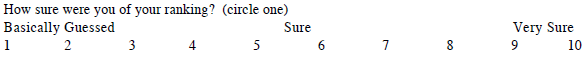 How sure were you of your ranking? (circle one)
Basically Guessed Sure Very Sure
1 2 3 4 5 6 7 8 9 10